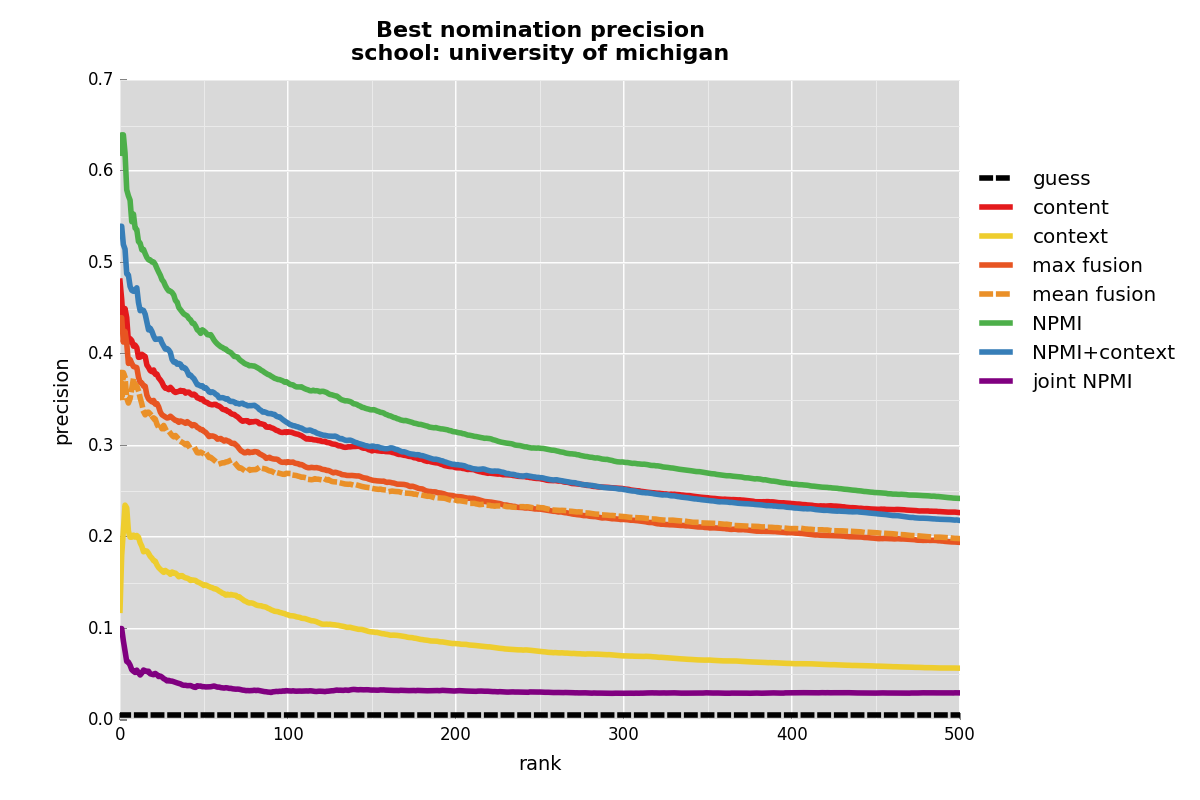 Best nomination precision
school: university of michigan
0.7
0.6
0.5
0.4
0.3
0.2
0.1
0.0
precision
0
100
200
300
400
500
rank
guess
content
context
max fusion
mean fusion
NPMI
NPMI+context
joint NPMI